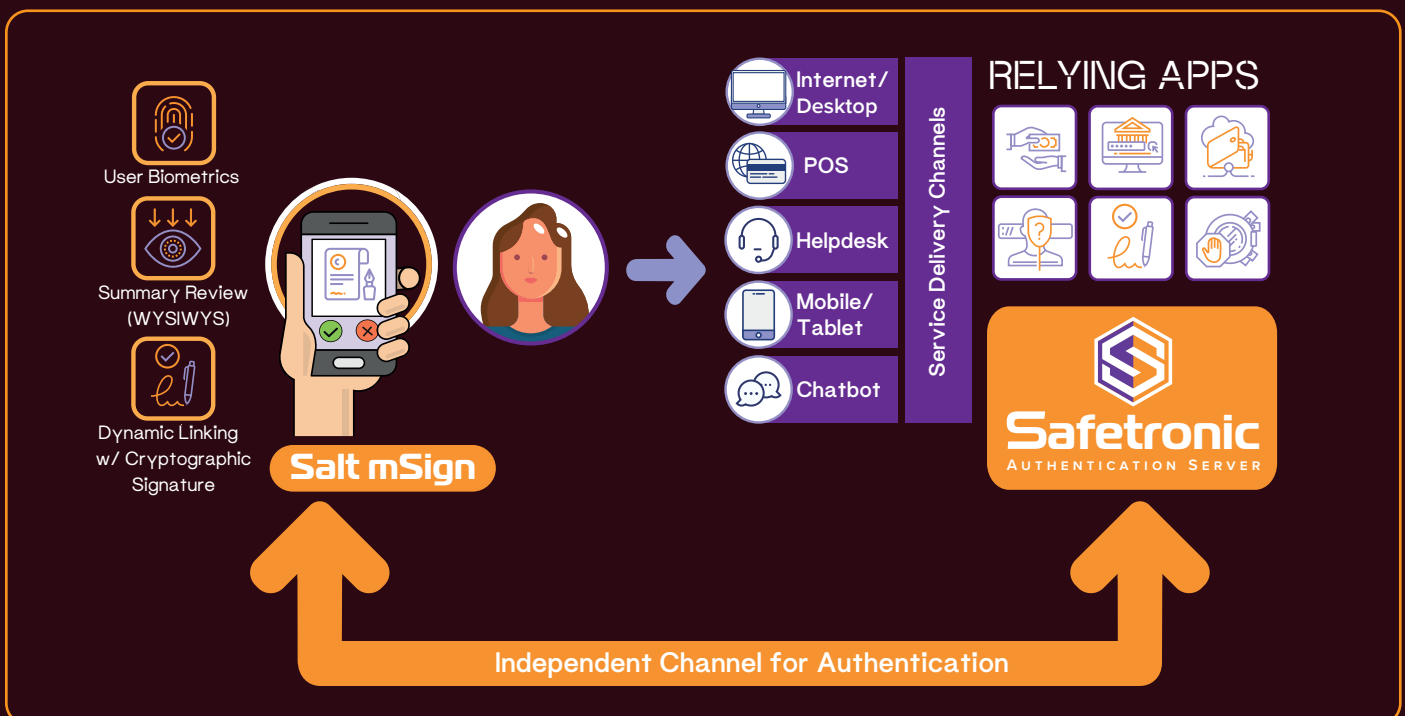 User Biometrics
Summary Review
(WYSIWYS)
Dynamic Linking
w/ Cryptographic
Signature
Salt mSign
Internet/
Desktop
POS
Helpdesk
Mobile/
Tablet
Chatbot
Service Delivery Channels
RELYING APPS
?
Safetronic
AUTHENTICATION SERVER
Independent Channel for Authentication